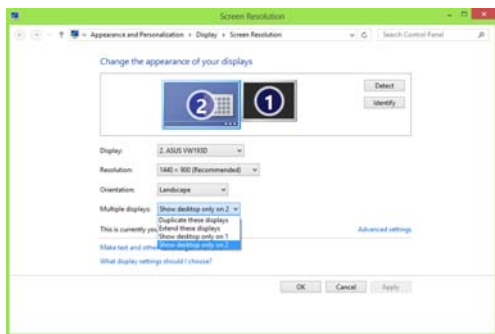 Screen Resolution
Appearance and Personalization › Display › Screen Resolution
Search Control Panel
Change the appearance of your displays
2
1
Detect
Identify
Display: 2. ASUS VW193D
Resolution: 1440 × 900 (Recommended)
Orientation: Landscape
Multiple displays: Show desktop only on 2
Duplicate these displays
This is currently you Extend these displays
Advanced settings
Show desktop only on 1
Make text and othe Show desktop only on 2
What display settings should I choose?
OK Cancel Apply